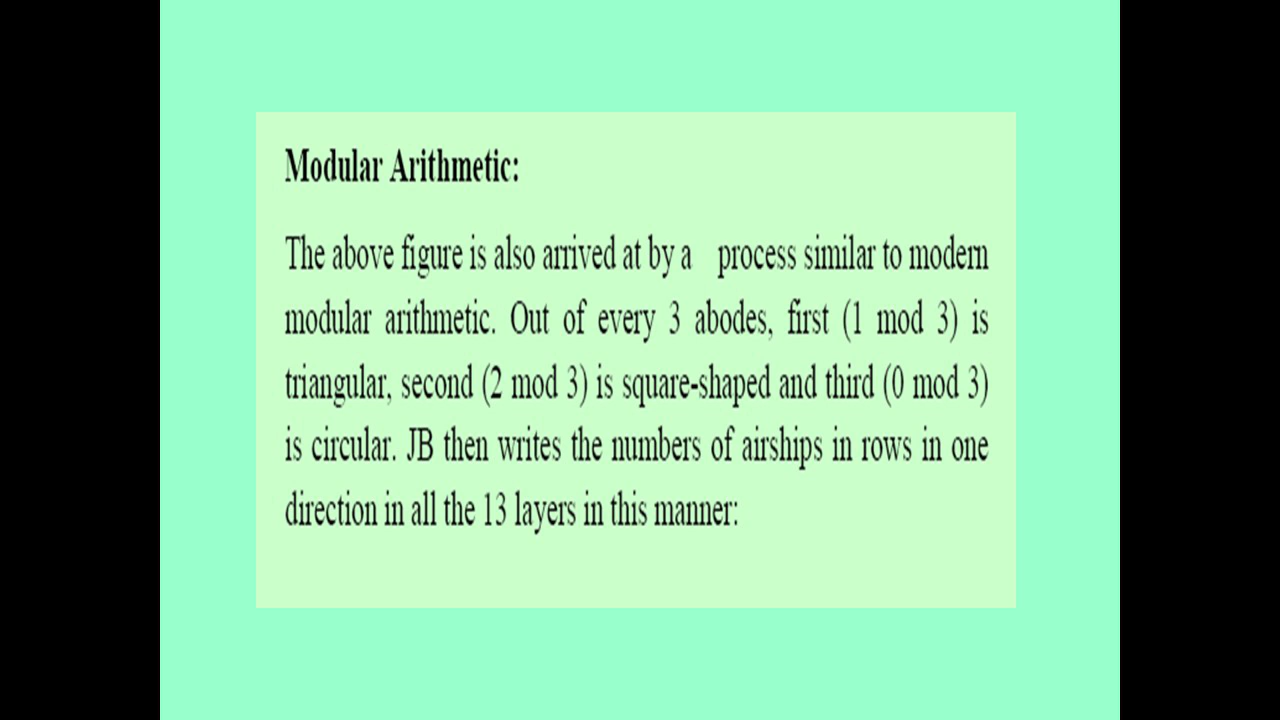 Modular Arithmetic:
The above figure is also arrived at by a process similar to modern
modular arithmetic. Out of every 3 abodes, first (1 mod 3) is
triangular, second (2 mod 3) is square-shaped and third (0 mod 3)
is circular. JB then writes the numbers of airships in rows in one
direction in all the 13 layers in this manner: